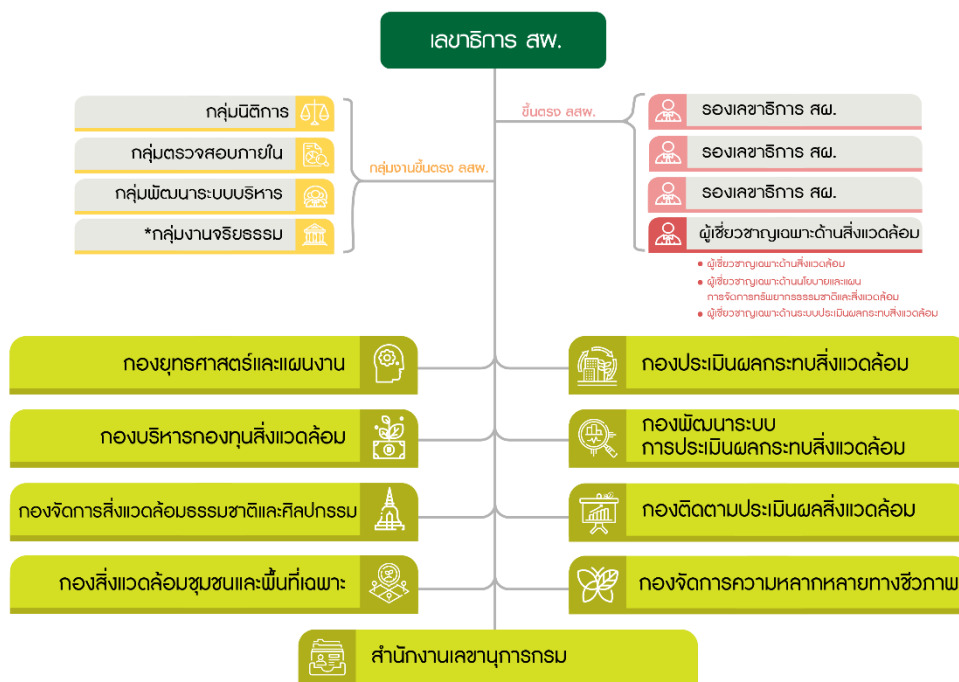 เลขาธิการ สผ.
กลุ่มนิติการ
กลุ่มตรวจสอบภายใน
กลุ่มพัฒนาระบบบริหาร
*กลุ่มงานจริยธรรม
กลุ่มงานขึ้นตรง ลสผ.
ขึ้นตรง ลสผ.
รองเลขาธิการ สผ.
รองเลขาธิการ สผ.
รองเลขาธิการ สผ.
ผู้เชี่ยวชาญเฉพาะด้านสิ่งแวดล้อม
• ผู้เชี่ยวชาญเฉพาะด้านสิ่งแวดล้อม
• ผู้เชี่ยวชาญเฉพาะด้านนโยบายและแผน
การจัดการทรัพยากรธรรมชาติและสิ่งแวดล้อม
• ผู้เชี่ยวชาญเฉพาะด้านระบบประเมินผลกระทบสิ่งแวดล้อม
กองยุทธศาสตร์และแผนงาน
กองบริหารกองทุนสิ่งแวดล้อม
กองจัดการสิ่งแวดล้อมธรรมชาติและศิลปกรรม
กองสิ่งแวดล้อมชุมชนและพื้นที่เฉพาะ
กองประเมินผลกระทบสิ่งแวดล้อม
กองพัฒนาระบบ
การประเมินผลกระทบสิ่งแวดล้อม
กองติดตามประเมินผลสิ่งแวดล้อม
กองจัดการความหลากหลายทางชีวภาพ
สำนักงานเลขานุการกรม